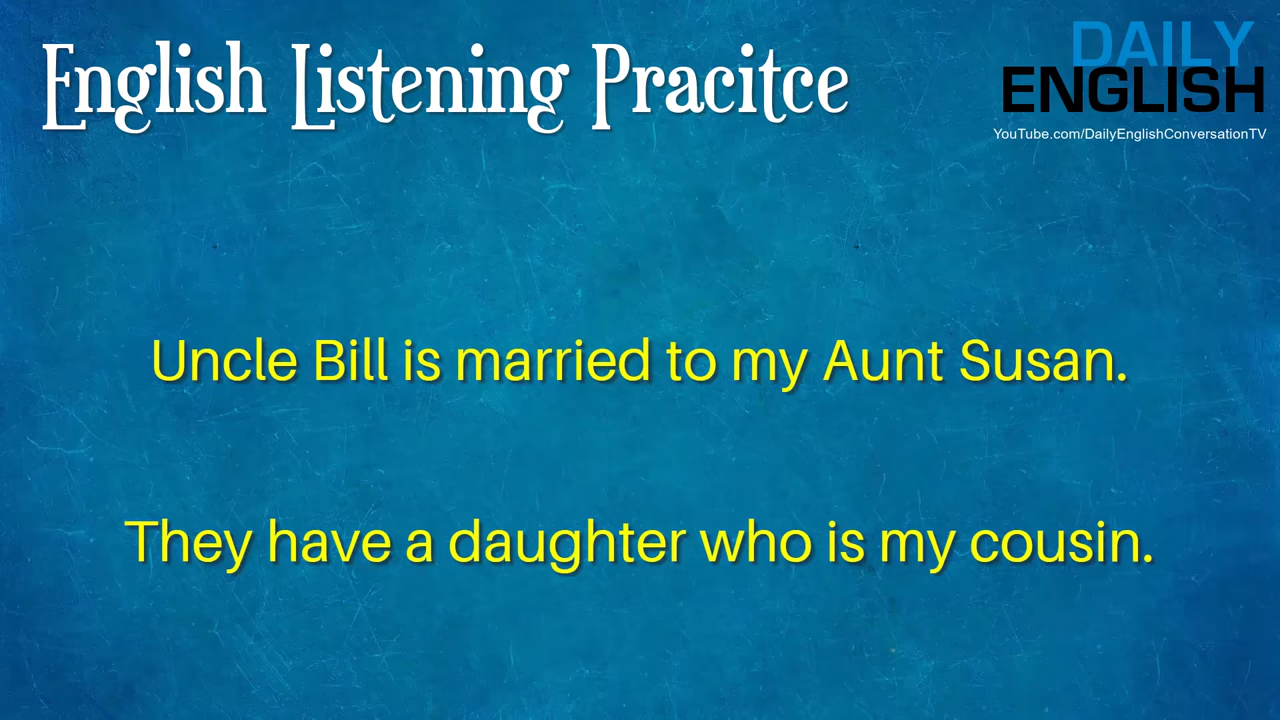 English Listening Pracitce
DAILY
ENGLISH
YouTube.com/DailyEnglishConversationTV
Uncle Bill is married to my Aunt Susan.
They have a daughter who is my cousin.